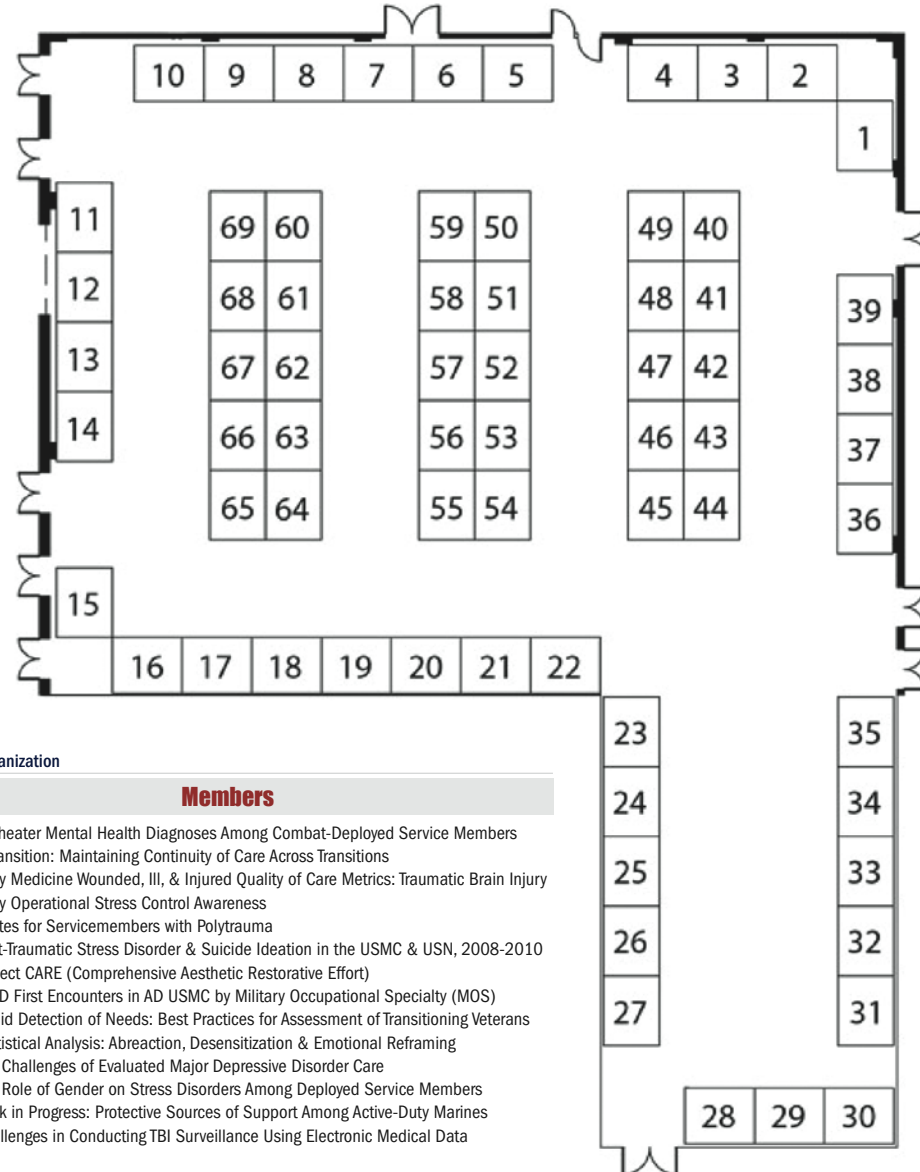 10 9 8 7 6 5 4 3 2
1
11 69 60 59 50 49 40
12 68 61 58 51 48 41 39
13 67 62 57 52 47 42 38
14 66 63 56 53 46 43 37
65 64 55 54 45 44 36
15
16 17 18 19 20 21 22
23 35
24 34
25 33
26 32
27 31
28 29 30
anization
Members
heater Mental Health Diagnoses Among Combat-Deployed Service Members
ansition: Maintaining Continuity of Care Across Transitions
y Medicine Wounded, Ill, & Injured Quality of Care Metrics: Traumatic Brain Injury
y Operational Stress Control Awareness
tes for Servicemembers with Polytrauma
t-Traumatic Stress Disorder & Suicide Ideation in the USMC & USN, 2008-2010
ect CARE (Comprehensive Aesthetic Restorative Effort)
D First Encounters in AD USMC by Military Occupational Specialty (MOS)
id Detection of Needs: Best Practices for Assessment of Transitioning Veterans
tistical Analysis: Abreaction, Desensitization & Emotional Reframing
Challenges of Evaluated Major Depressive Disorder Care
Role of Gender on Stress Disorders Among Deployed Service Members
k in Progress: Protective Sources of Support Among Active-Duty Marines
llenges in Conducting TBI Surveillance Using Electronic Medical Data